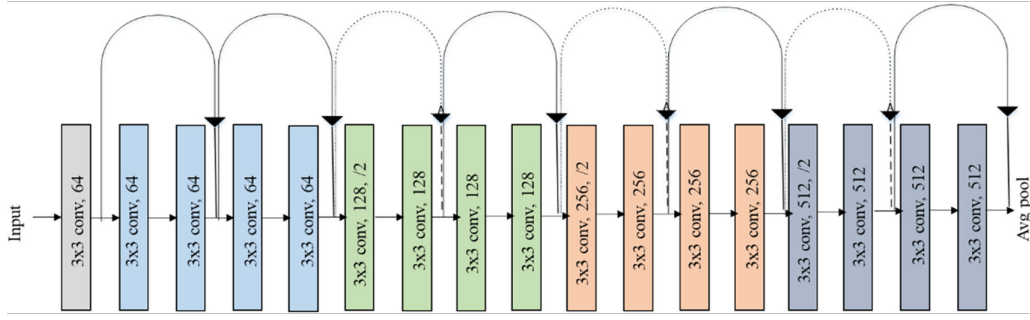 Input
3x3 conv, 64
3x3 conv, 64
3x3 conv, 64
3x3 conv, 64
3x3 conv, 64
3x3 conv, 128, /2
3x3 conv, 128
3x3 conv, 128
3x3 conv, 128
3x3 conv, 256, /2
3x3 conv, 256
3x3 conv, 256
3x3 conv, 256
3x3 conv, 512, /2
3x3 conv, 512
3x3 conv, 512
3x3 conv, 512
Avg pool